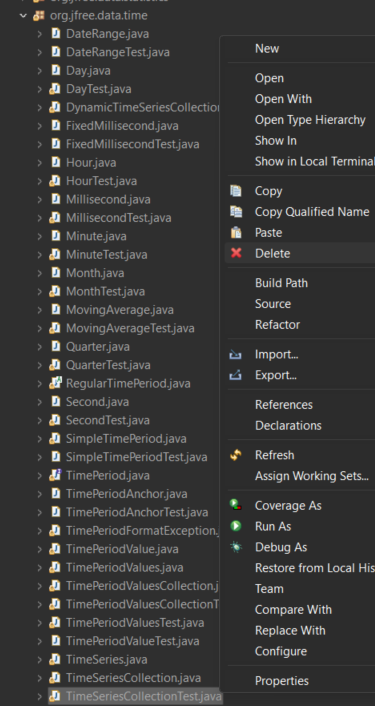 org.jfree.data.time
DateRange.java
DateRangeTest.java
Day.java
DayTest.java
DynamicTimeSeriesCollection
FixedMillisecond.java
FixedMillisecondTest.java
Hour.java
HourTest.java
Millisecond.java
MillisecondTest.java
Minute.java
MinuteTest.java
Month.java
MonthTest.java
MovingAverage.java
MovingAverageTest.java
Quarter.java
QuarterTest.java
RegularTimePeriod.java
Second.java
SecondTest.java
SimpleTimePeriod.java
SimpleTimePeriodTest.java
TimePeriod.java
TimePeriodAnchor.java
TimePeriodAnchorTest.java
TimePeriodFormatException.j
TimePeriodValue.java
TimePeriodValues.java
TimePeriodValuesCollection.j
TimePeriodValuesCollectionT
TimePeriodValuesTest.java
TimePeriodValueTest.java
TimeSeries.java
TimeSeriesCollection.java
TimeSeriesCollectionTest.java
New
Open
Open With
Open Type Hierarchy
Show In
Show in Local Terminal
Copy
Copy Qualified Name
Paste
Delete
Build Path
Source
Refactor
Import...
Export...
References
Declarations
Refresh
Assign Working Sets...
Coverage As
Run As
Debug As
Restore from Local His
Team
Compare With
Replace With
Configure
Properties